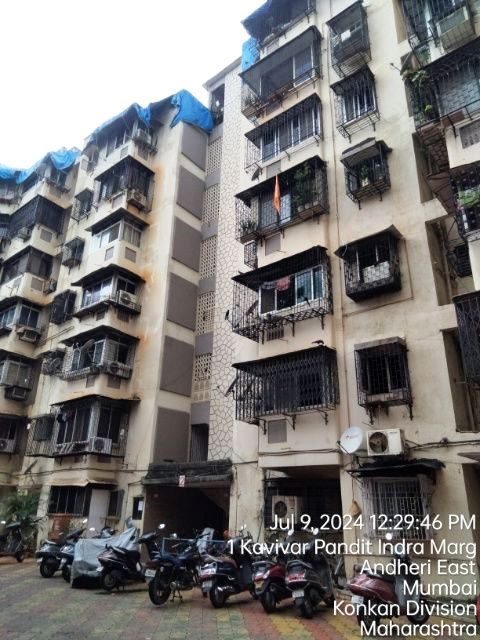 Jul 9, 2024 12:29:46 PM
1 Kavivar Pandit Indra Marg
Andheri East
Mumbai
Konkan Division
Maharashtra